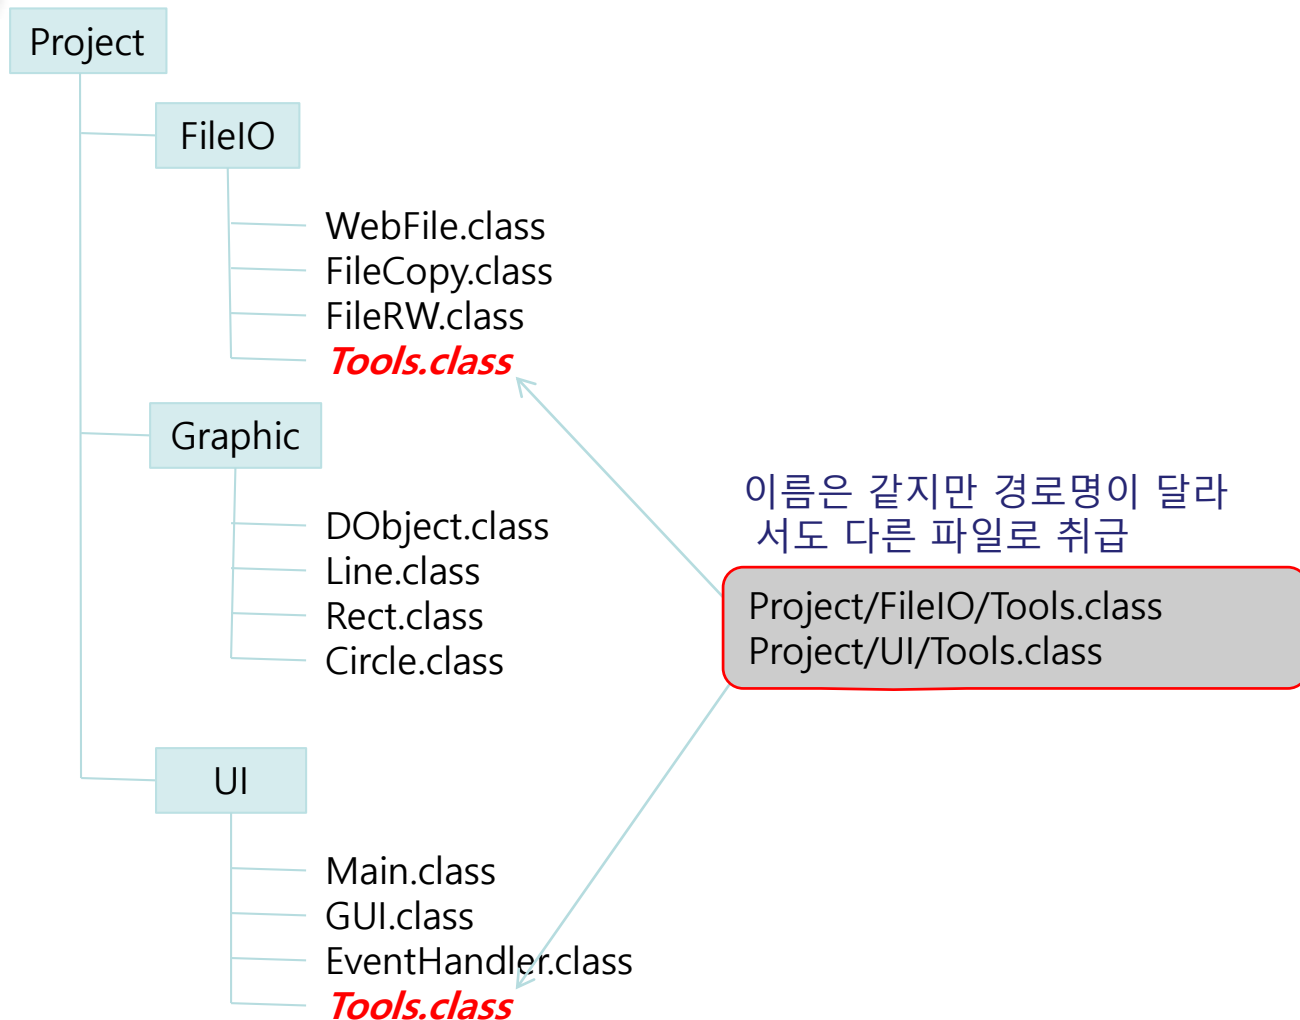 Project
FileIO
WebFile.class
FileCopy.class
FileRW.class
Tools.class
Graphic
DObject.class
Line.class
Rect.class
Circle.class
이름은 같지만 경로명이 달라
서도 다른 파일로 취급
Project/FileIO/Tools.class
Project/UI/Tools.class
UI
Main.class
GUI.class
EventHandler.class
Tools.class